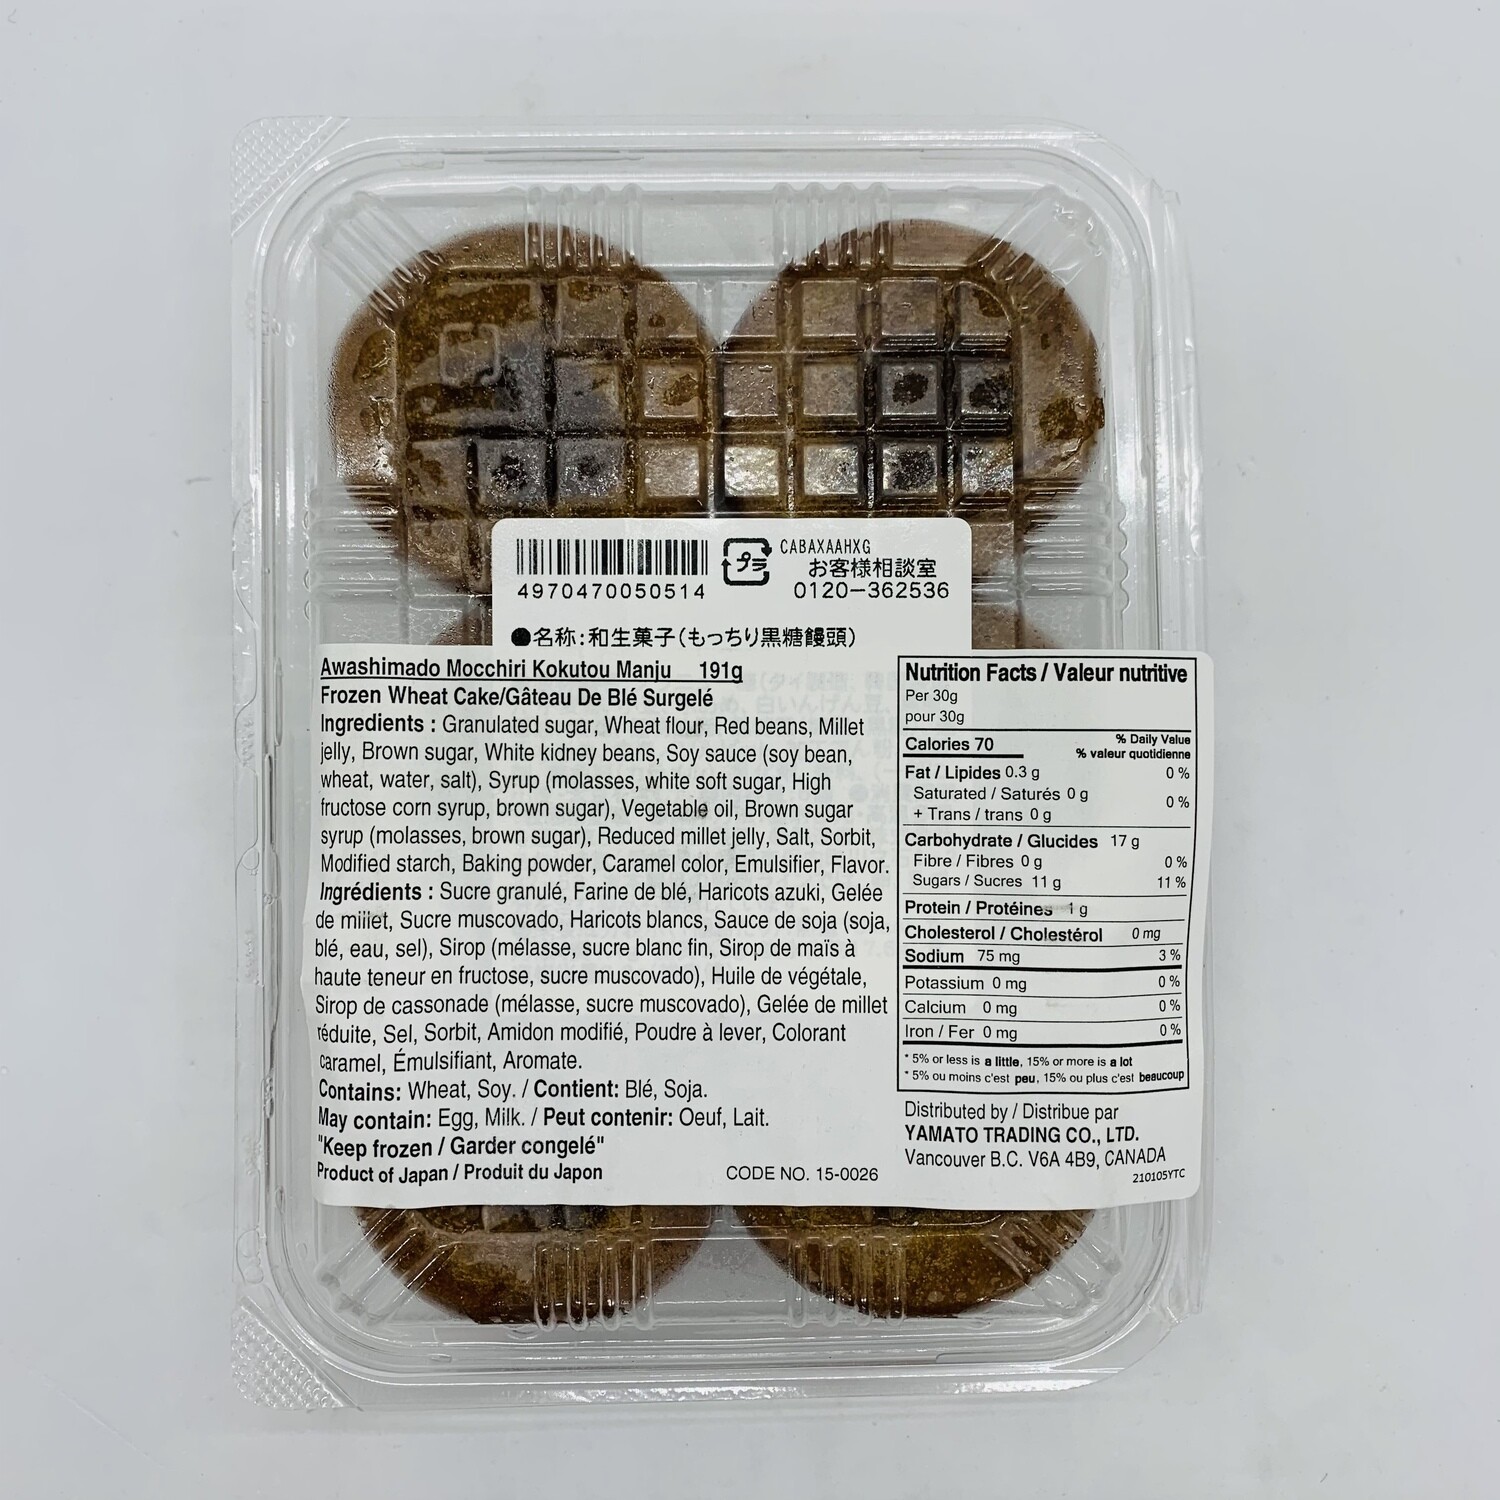 4970470050514
プラ
CABAXAAHXG
お客様相談室
0120-362536
●名称:和生菓子(もっちり黒糖饅頭)
Awashimado Mocchiri Kokutou Manju 191g
Frozen Wheat Cake/Gâteau De Blé Surgelé
Ingredients : Granulated sugar, Wheat flour, Red beans, Millet
jelly, Brown sugar, White kidney beans, Soy sauce (soy bean,
wheat, water, salt), Syrup (molasses, white soft sugar, High
fructose corn syrup, brown sugar), Vegetable oil, Brown sugar
syrup (molasses, brown sugar), Reduced millet jelly, Salt, Sorbit,
Modified starch, Baking powder, Caramel color, Emulsifier, Flavor.
Ingrédients : Sucre granulé, Farine de blé, Haricots azuki, Gelée
de millet, Sucre muscovado, Haricots blancs, Sauce de soja (soja,
blé, eau, sel), Sirop (mélasse, sucre blanc fin, Sirop de maïs à
haute teneur en fructose, sucre muscovado), Huile de végétale,
Sirop de cassonade (mélasse, sucre muscovado), Gelée de millet
réduite, Sel, Sorbit, Amidon modifié, Poudre à lever, Colorant
caramel, Émulsifiant, Aromate.
Contains: Wheat, Soy. / Contient: Blé, Soja.
May contain: Egg, Milk. / Peut contenir: Oeuf, Lait.
"Keep frozen / Garder congelé"
Product of Japan / Produit du Japon
CODE NO. 15-0026
Nutrition Facts / Valeur nutritive
Per 30g
pour 30g
Calories 70
% Daily Value
% valeur quotidienne
Fat / Lipides 0.3 g 0 %
Saturated / Saturés 0 g
+ Trans / trans 0 g
0 %
Carbohydrate / Glucides 17 g
Fibre / Fibres 0 g 0 %
Sugars / Sucres 11 g 11 %
Protein / Protéines 1 g
Cholesterol / Cholestérol 0 mg
Sodium 75 mg 3 %
Potassium 0 mg 0 %
Calcium 0 mg 0 %
Iron / Fer 0 mg 0 %
* 5% or less is a little, 15% or more is a lot
* 5% ou moins c'est peu, 15% ou plus c'est beaucoup
Distributed by / Distribue par
YAMATO TRADING CO., LTD.
Vancouver B.C. V6A 4B9, CANADA
210105YTC